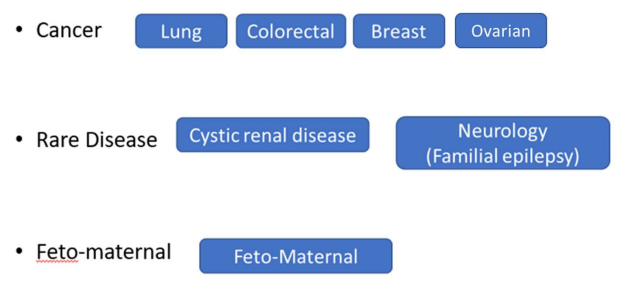 • Cancer Lung Colorectal Breast Ovarian
• Rare Disease Cystic renal disease Neurology
(Familial epilepsy)
• Feto-maternal Feto-Maternal